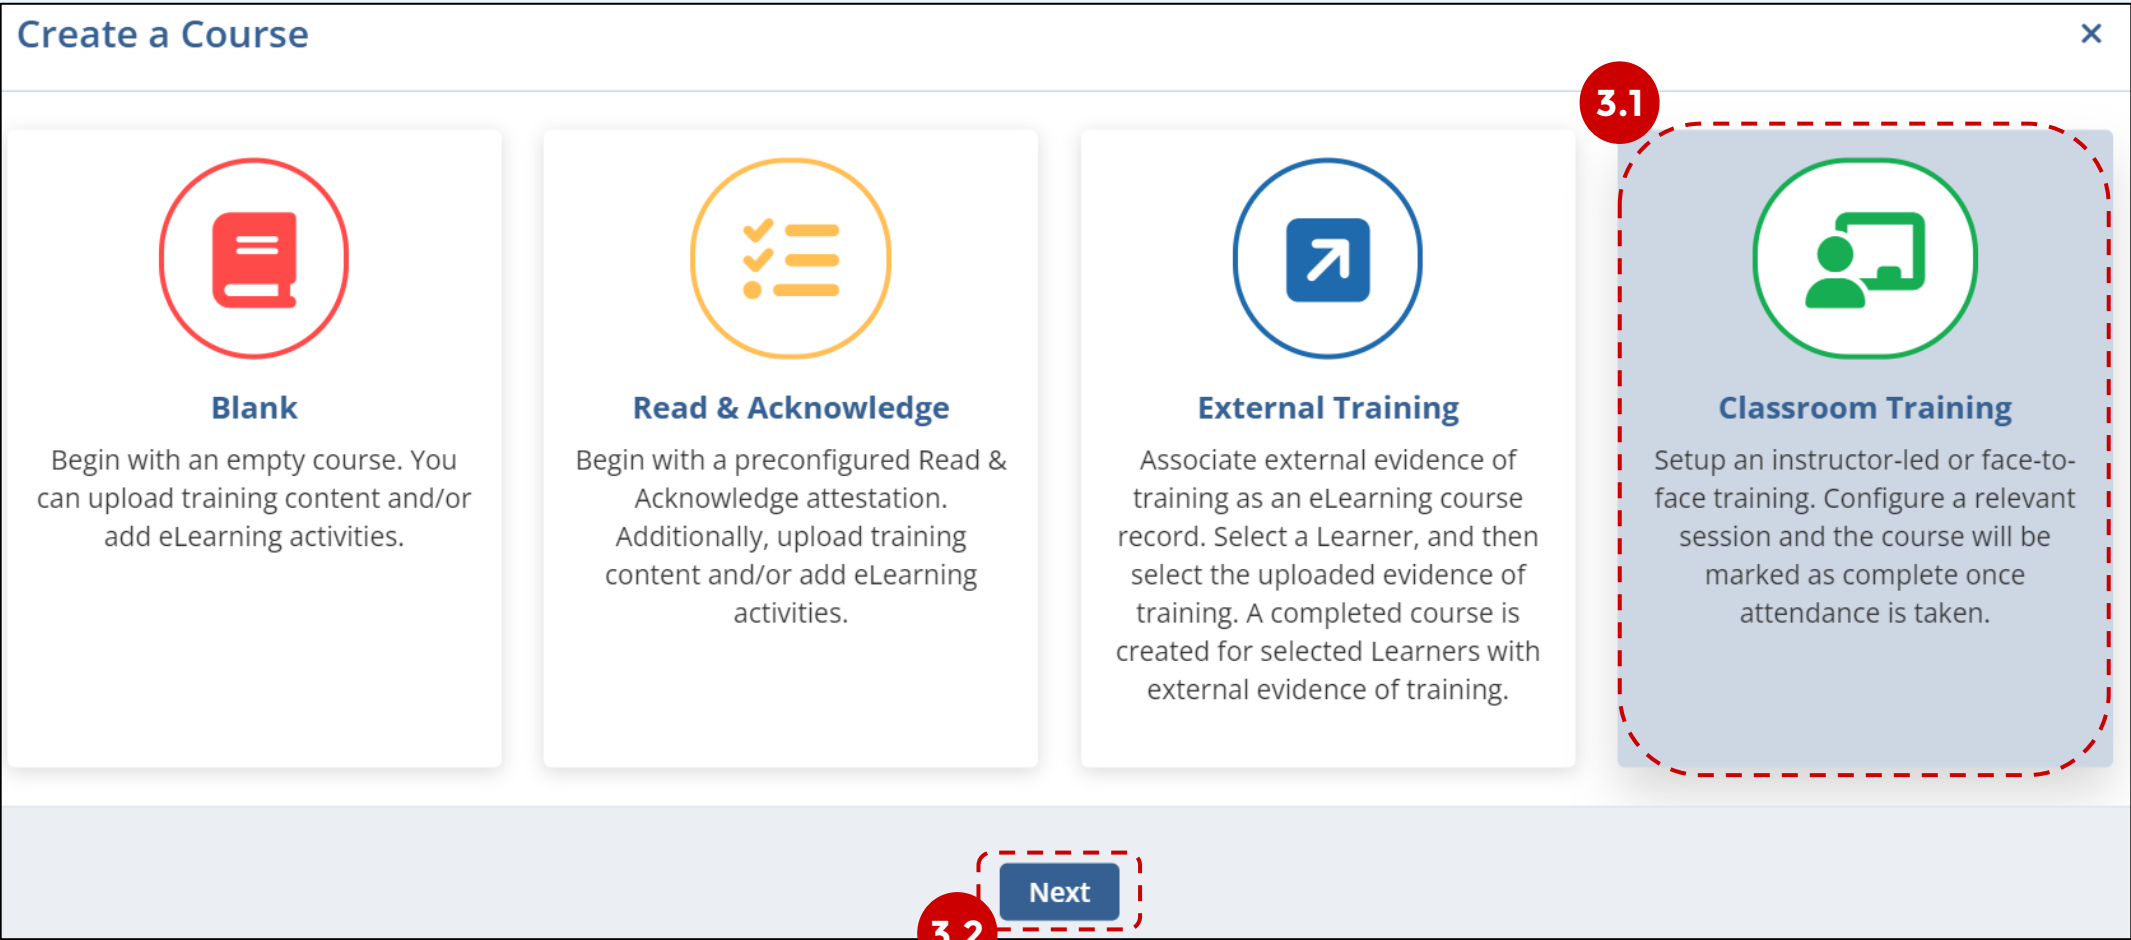 Create a Course
3.1
Blank
Begin with an empty course. You
can upload training content and/or
add eLearning activities.
Read & Acknowledge
Begin with a preconfigured Read &
Acknowledge attestation.
Additionally, upload training
content and/or add eLearning
activities.
External Training
Associate external evidence of
training as an eLearning course
record. Select a Learner, and then
select the uploaded evidence of
training. A completed course is
created for selected Learners with
external evidence of training.
Classroom Training
Setup an instructor-led or face-to-
face training. Configure a relevant
session and the course will be
marked as complete once
attendance is taken.
Next
3.2